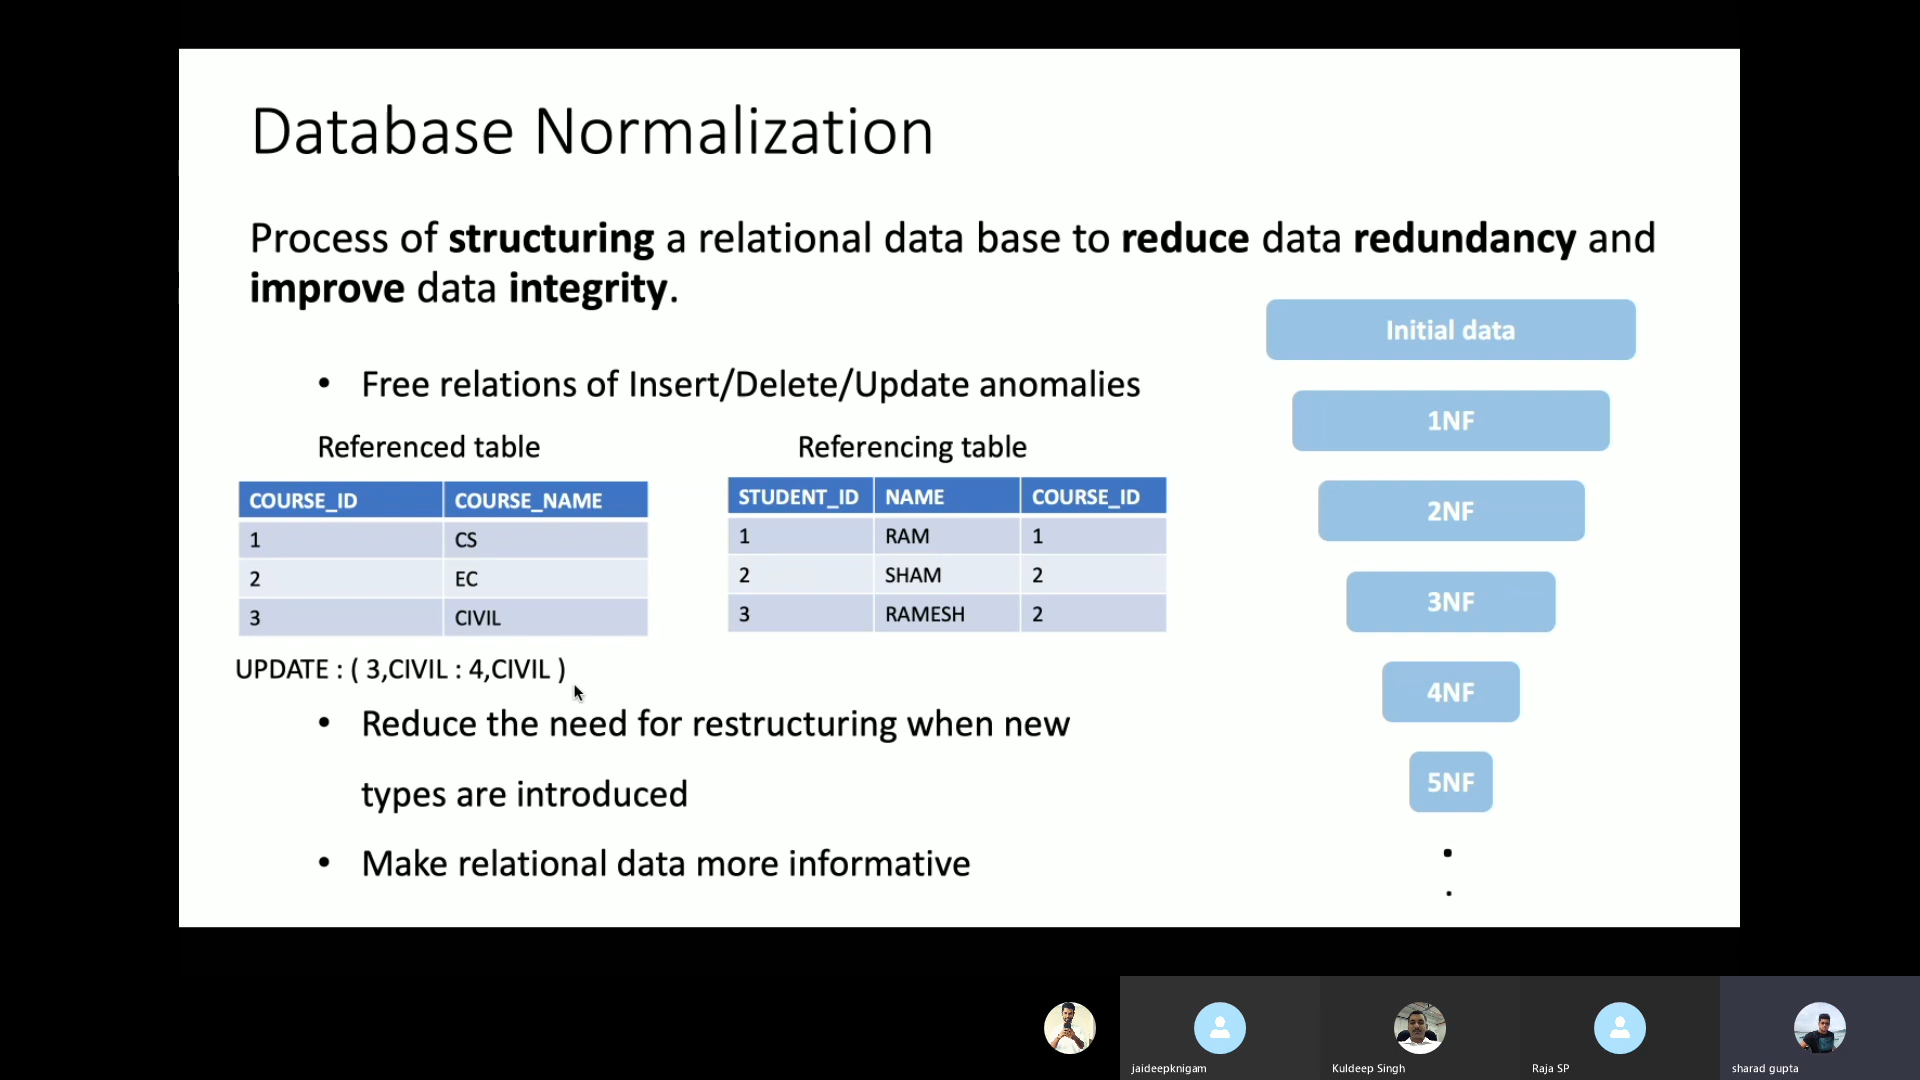 Database Normalization
Process of structuring a relational data base to reduce data redundancy and
improve data integrity.
• Free relations of Insert/Delete/Update anomalies
Referenced table
COURSE_ID COURSE_NAME
1 CS
2 EC
3 CIVIL
Referencing table
STUDENT_ID NAME COURSE_ID
1 RAM 1
2 SHAM 2
3 RAMESH 2
UPDATE : ( 3,CIVIL : 4,CIVIL )
• Reduce the need for restructuring when new
types are introduced
• Make relational data more informative
Initial data
1NF
2NF
3NF
4NF
5NF
.
.
jaideepknigam
Kuldeep Singh
Raja SP
sharad gupta